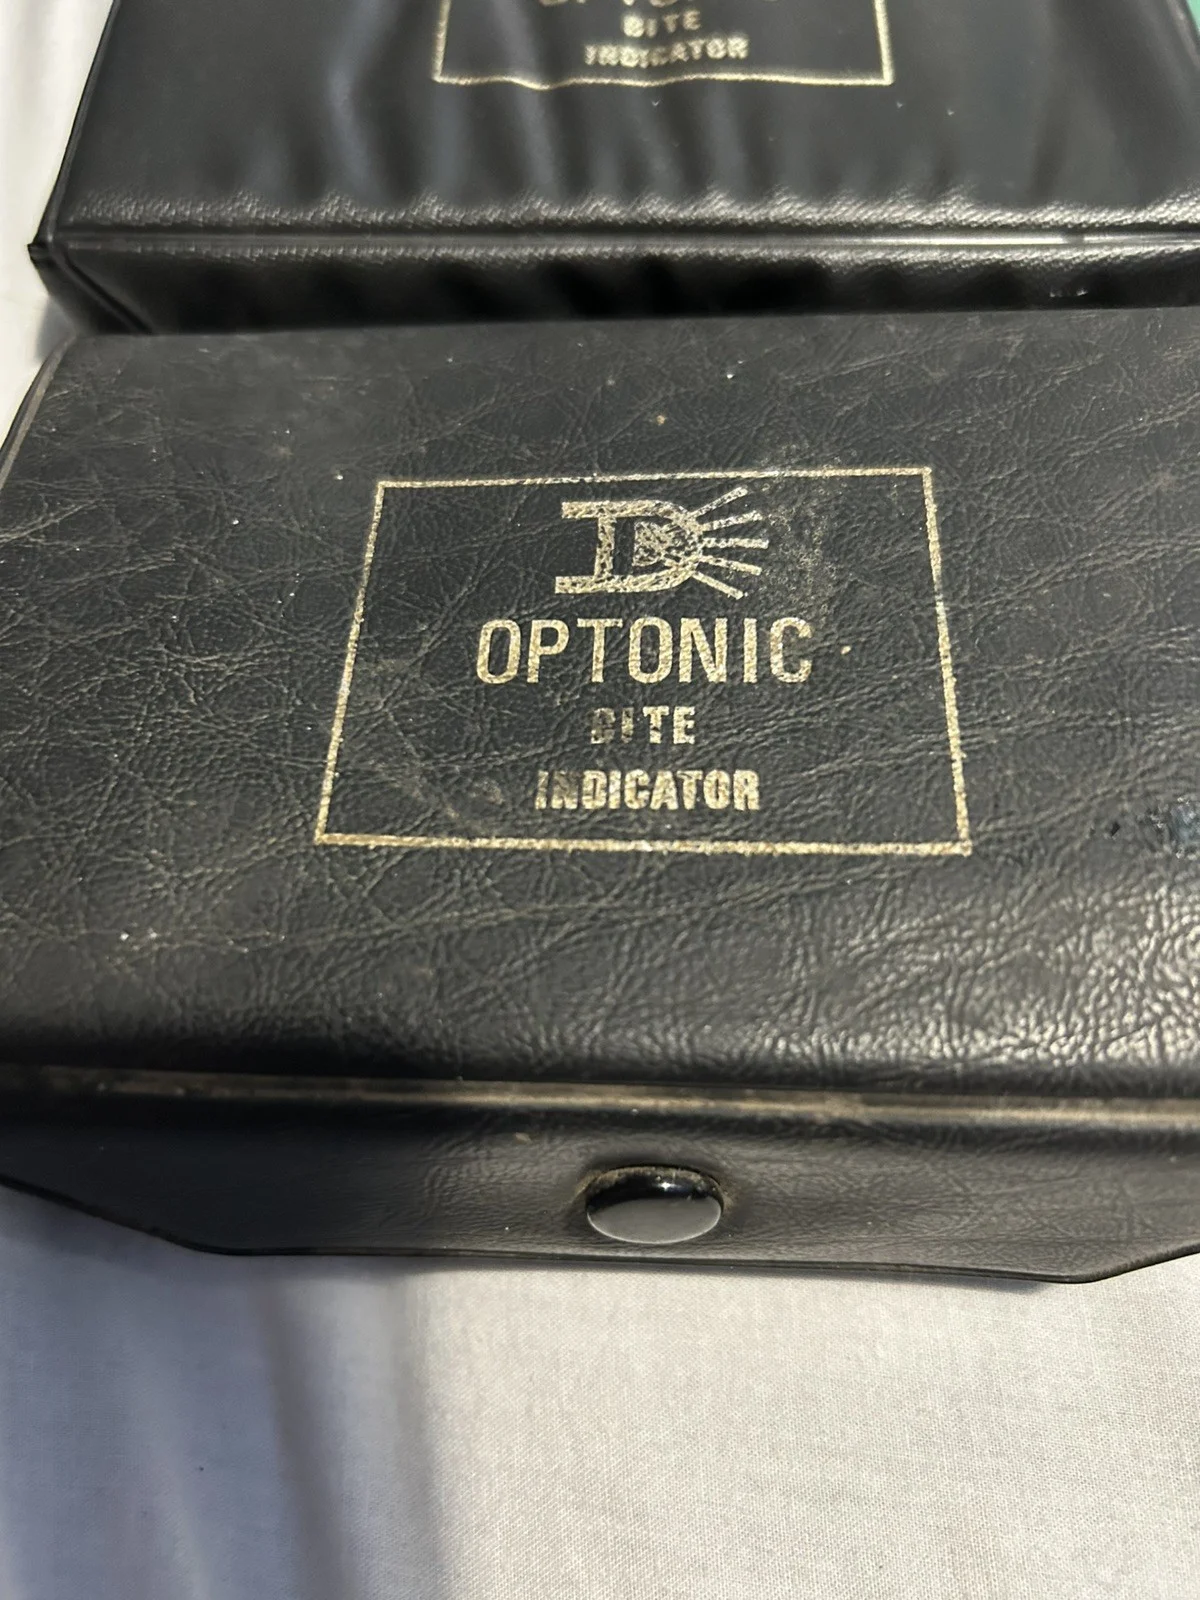 BITE
INDICATOR
D
OPTONIC
BITE
INDICATOR